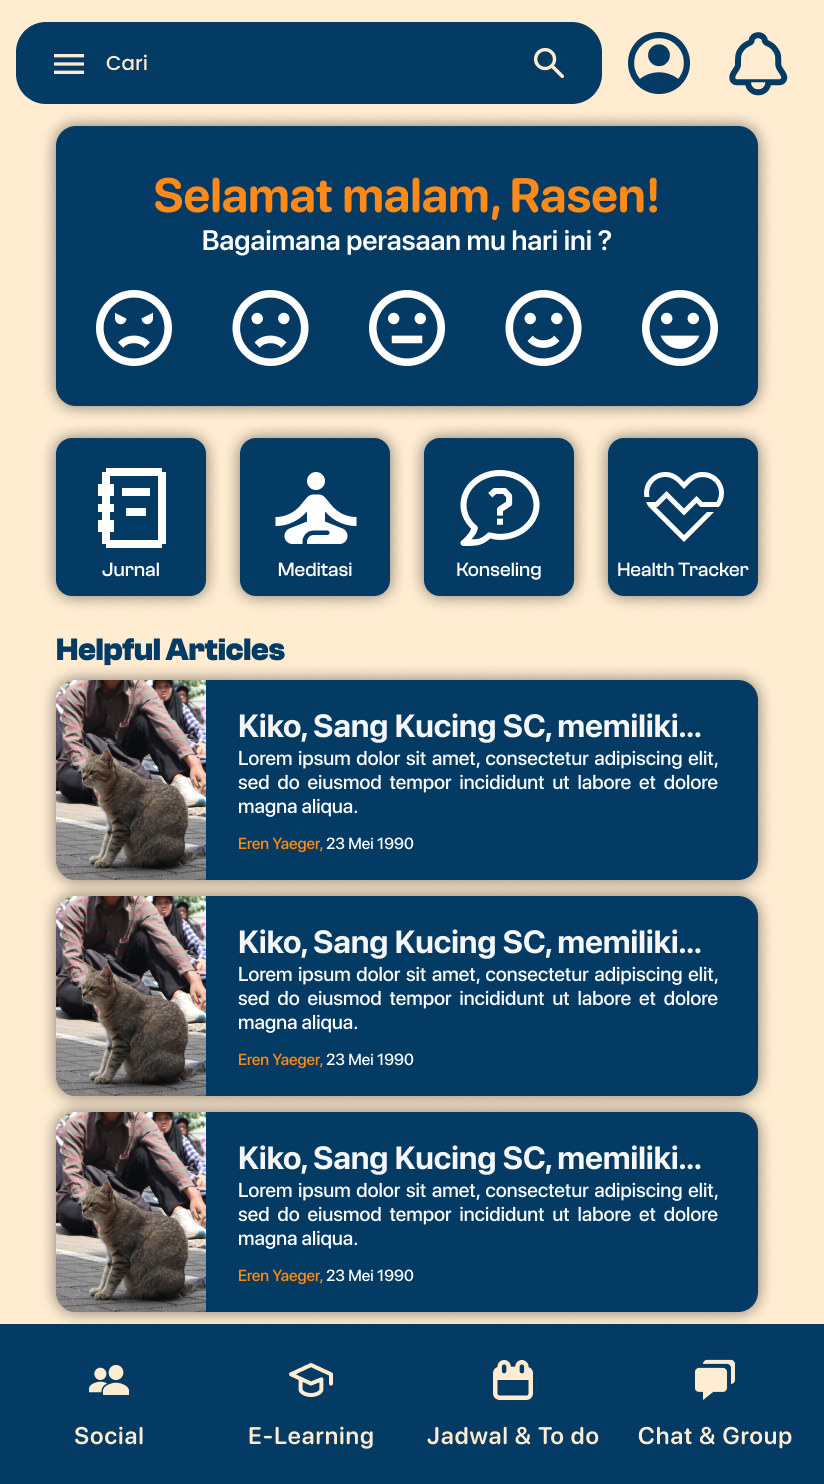 Cari
Selamat malam, Rasen!
Bagaimana perasaan mu hari ini ?
Jurnal
Meditasi
Konseling
Health Tracker
Helpful Articles
Kiko, Sang Kucing SC, memiliki...
Lorem ipsum dolor sit amet, consectetur adipiscing elit,
sed do eiusmod tempor incididunt ut labore et dolore
magna aliqua.
Eren Yaeger, 23 Mei 1990
Kiko, Sang Kucing SC, memiliki...
Lorem ipsum dolor sit amet, consectetur adipiscing elit,
sed do eiusmod tempor incididunt ut labore et dolore
magna aliqua.
Eren Yaeger, 23 Mei 1990
Kiko, Sang Kucing SC, memiliki...
Lorem ipsum dolor sit amet, consectetur adipiscing elit,
sed do eiusmod tempor incididunt ut labore et dolore
magna aliqua.
Eren Yaeger, 23 Mei 1990
Social
E-Learning
Jadwal & To do
Chat & Group